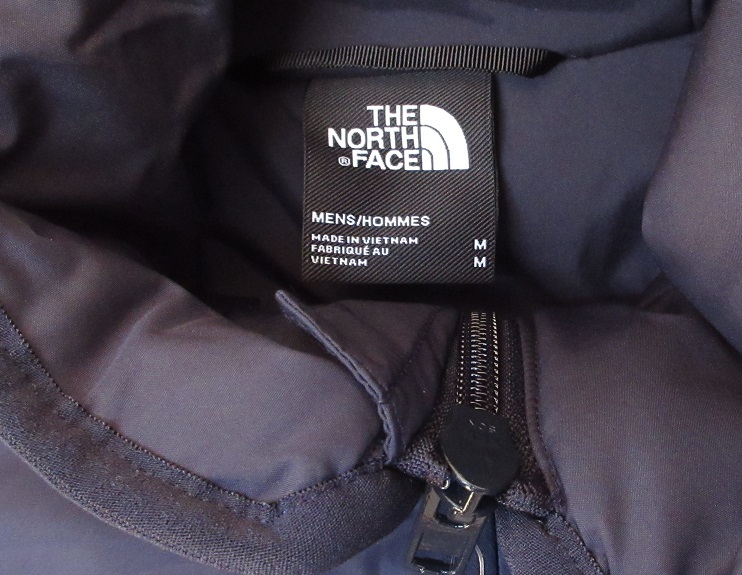 THE
NORTH
® FACE
MENS/HOMMES
MADE IN VIETNAM M
FABRIQUÉ AU
VIETNAM M